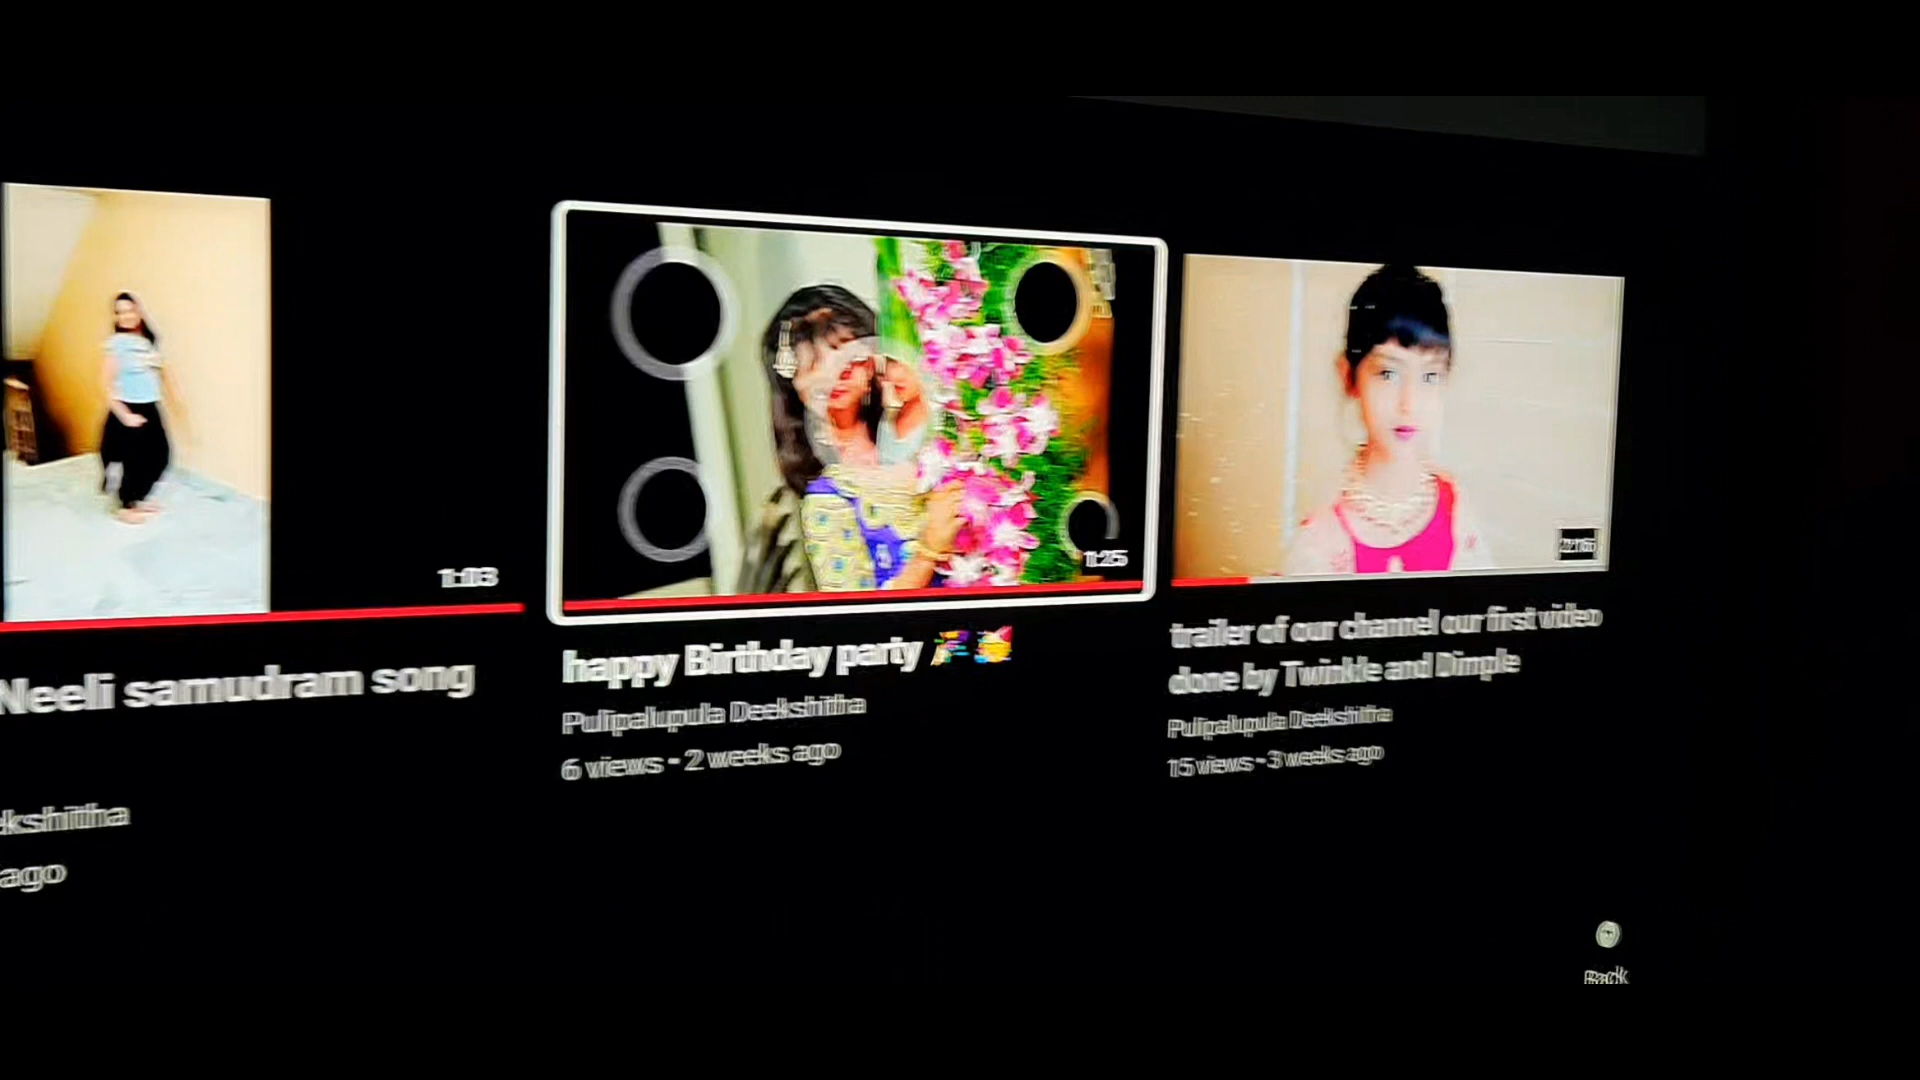 1:03
Neeli samudram song
ekshitha
ago
1:25
happy Birthday party 🎉 🥳
Pulipalupula Deekshitha
6 views • 2 weeks ago
trailer of our channel our first video
done by Twinkle and Dimple
Pulipalupula Deekshitha
15 views • 3 weeks ago
Back